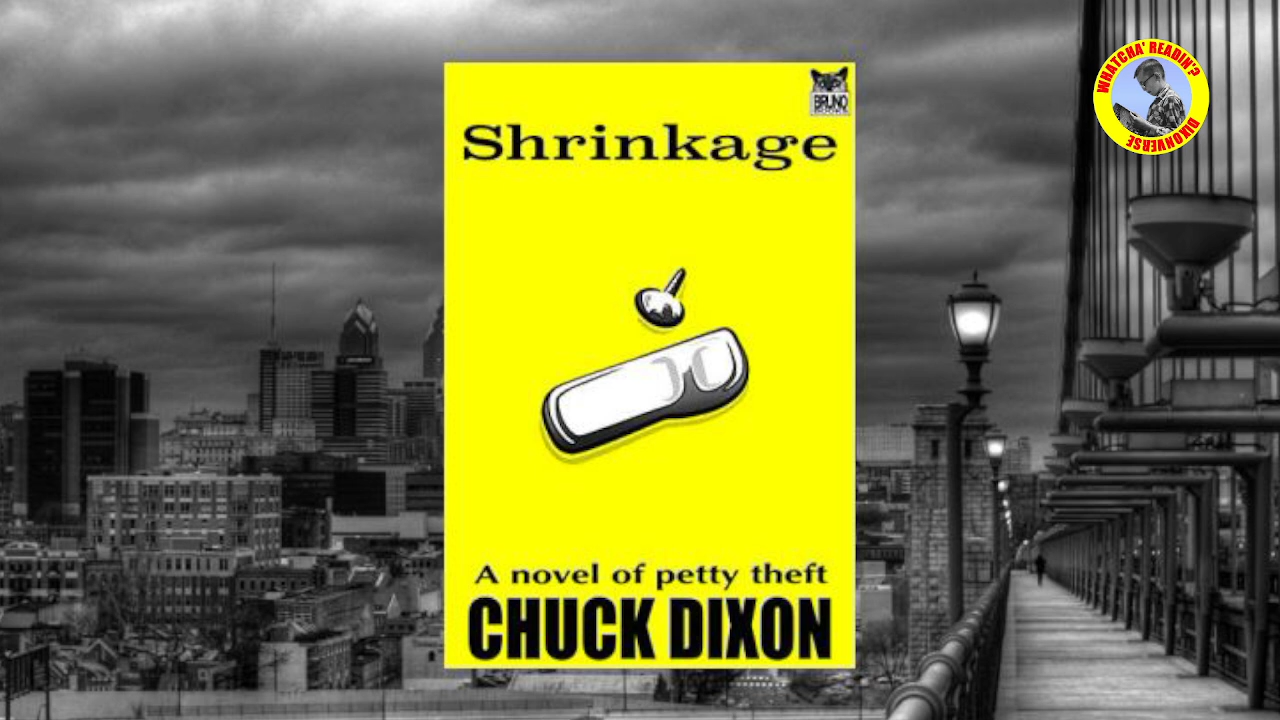 WHATCHA' READIN'?
DIXONVERSE
BRUNO
Shrinkage
A novel of petty theft
CHUCK DIXON